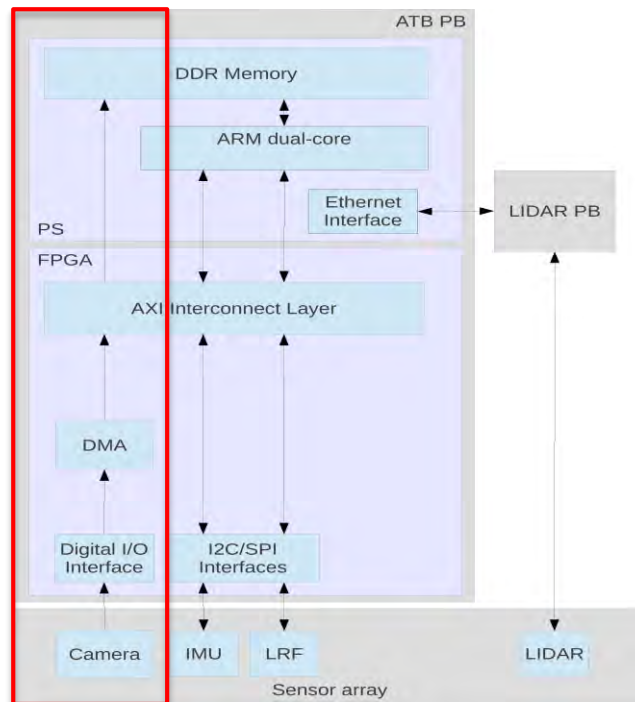 ATB PB
DDR Memory
ARM dual-core
Ethernet
Interface
LIDAR PB
PS
FPGA
AXI Interconnect Layer
DMA
Digital I/O
Interface
I2C/SPI
Interfaces
Camera
IMU
LRF
LIDAR
Sensor array